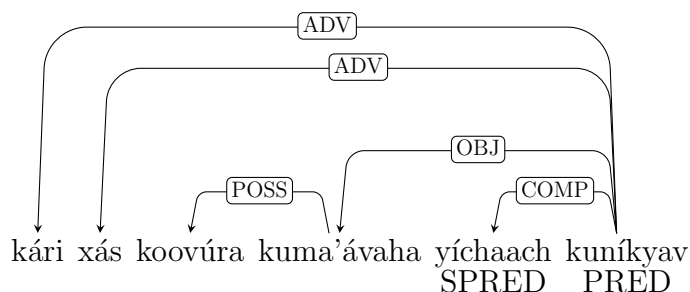 ADV
ADV
OBJ
POSS COMP
kári xás koovúra kuma'ávaha yíchaach kuníkyav
SPRED PRED